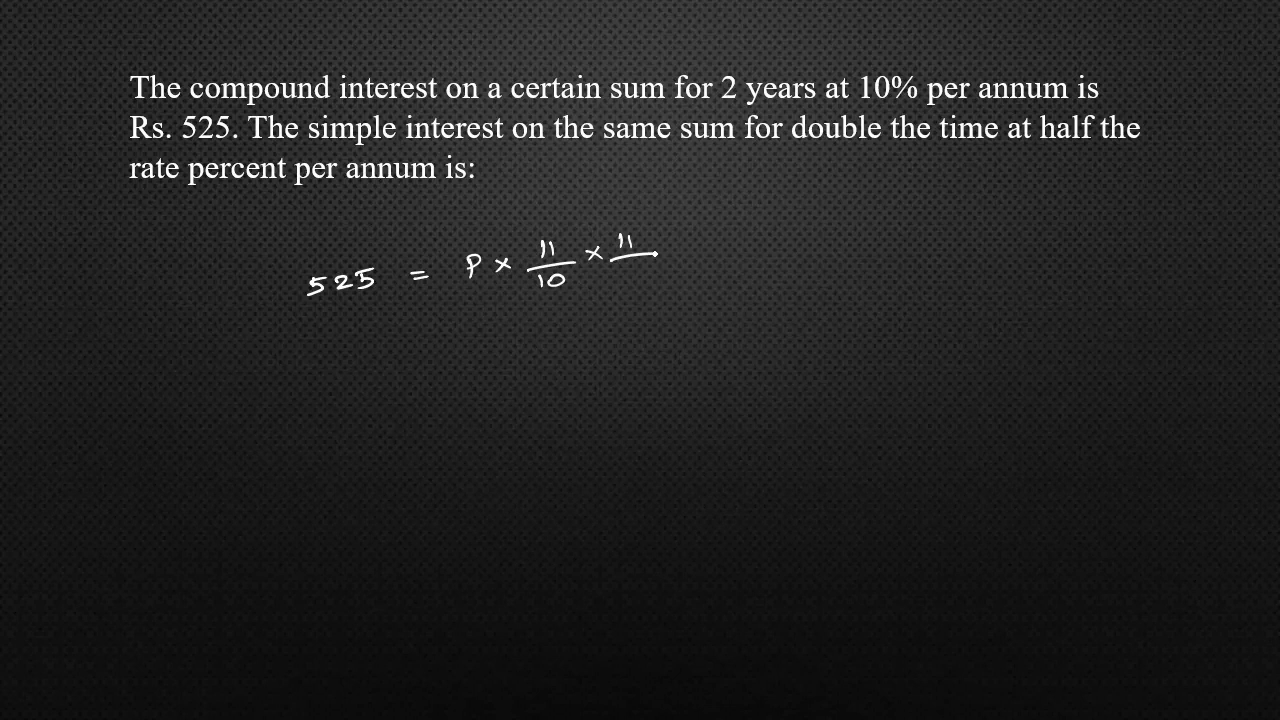 The compound interest on a certain sum for 2 years at 10% per annum is
Rs. 525. The simple interest on the same sum for double the time at half the
rate percent per annum is:
525 = P × 11/10 × 11/